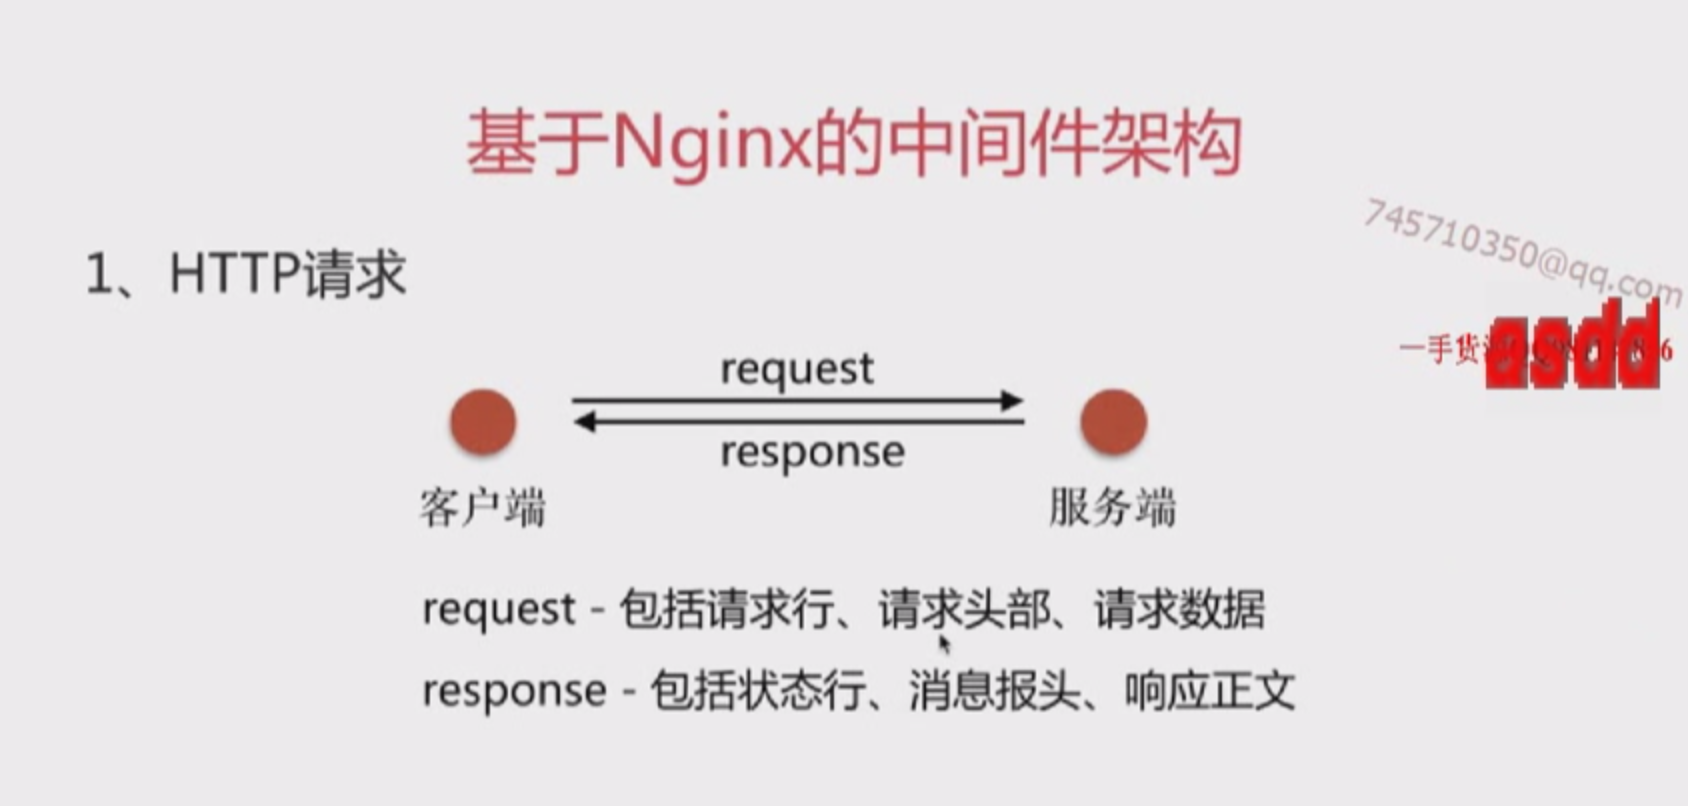 基于Nginx的中间件架构
1、HTTP请求
745710350@qq.com
request
asdd
一手货
response
客户端
服务端
request - 包括请求行、请求头部、请求数据
response - 包括状态行、消息报头、响应正文